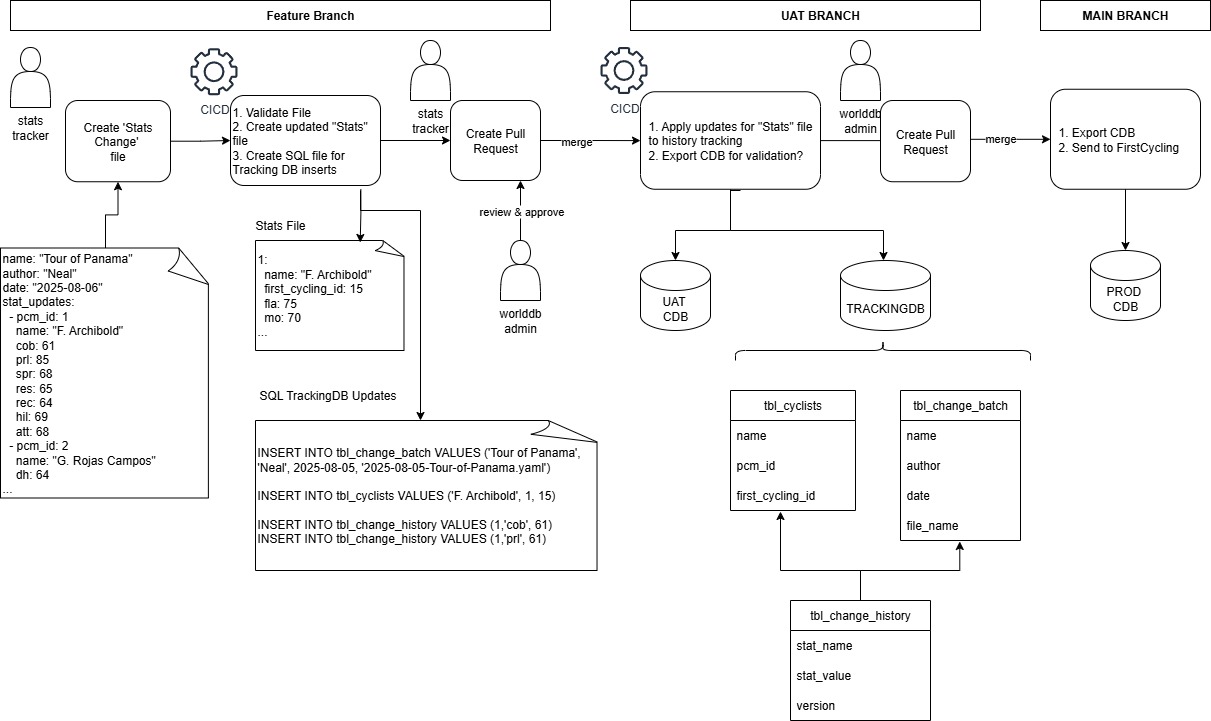 Feature Branch
UAT BRANCH
MAIN BRANCH
stats
tracker
Create 'Stats
Change'
file
CICD
1. Validate File
2. Create updated "Stats"
file
3. Create SQL file for
Tracking DB inserts
stats
tracker
Create Pull
Request
merge
CICD
1. Apply updates for "Stats" file
to history tracking
2. Export CDB for validation?
worlddb
admin
Create Pull
Request
merge
1. Export CDB
2. Send to FirstCycling
review & approve
worlddb
admin
name: "Tour of Panama"
author: "Neal"
date: "2025-08-06"
stat_updates:
- pcm_id: 1
name: "F. Archibold"
cob: 61
prl: 85
spr: 68
res: 65
rec: 64
hil: 69
att: 68
- pcm_id: 2
name: "G. Rojas Campos"
dh: 64
...
Stats File
1:
name: "F. Archibold"
first_cycling_id: 15
fla: 75
mo: 70
...
SQL TrackingDB Updates
INSERT INTO tbl_change_batch VALUES ('Tour of Panama',
'Neal', 2025-08-05, '2025-08-05-Tour-of-Panama.yaml')
INSERT INTO tbl_cyclists VALUES ('F. Archibold', 1, 15)
INSERT INTO tbl_change_history VALUES (1,'cob', 61)
INSERT INTO tbl_change_history VALUES (1,'prl', 61)
UAT
CDB
TRACKINGDB
PROD
CDB
tbl_cyclists
name
pcm_id
first_cycling_id
tbl_change_batch
name
author
date
file_name
tbl_change_history
stat_name
stat_value
version